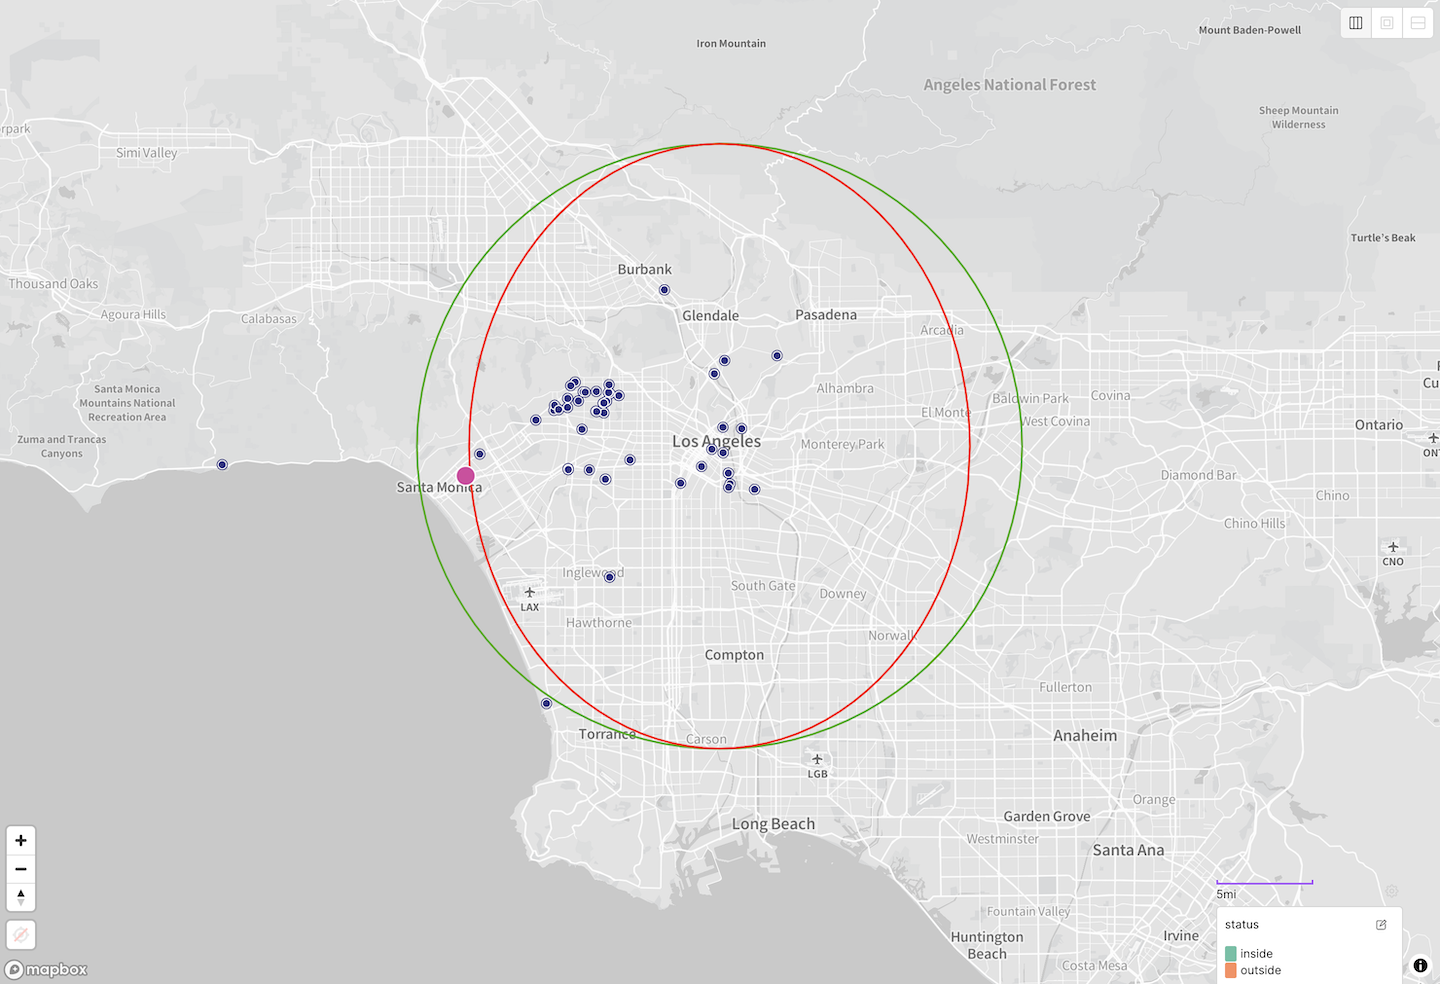 Iron Mountain
Mount Baden-Powell
Angeles National Forest
Sheep Mountain
Wilderness
Simi Valley
Turtle's Beak
Burbank
Thousand Oaks
Agoura Hills
Calabasas
Glendale
Pasadena
Arcadia
Santa Monica
Mountains National
Recreation Area
Alhambra
Baldwin Park
Covina
El Monte
West Covina
Ontario
Zuma and Trancas
Canyons
Los Angeles
Monterey Park
Diamond Bar
Santa Monica
Chino
Chino Hills
CNO
Inglewood
South Gate
Downey
LAX
Hawthorne
Norwalk
Compton
Fullerton
Torrance
Carson
Anaheim
LGB
Orange
Long Beach
Garden Grove
Westminster
Santa Ana
5mi
Fountain Valley
status
Huntington
Beach
Irvine
inside
Costa Mesa
outside
mapbox